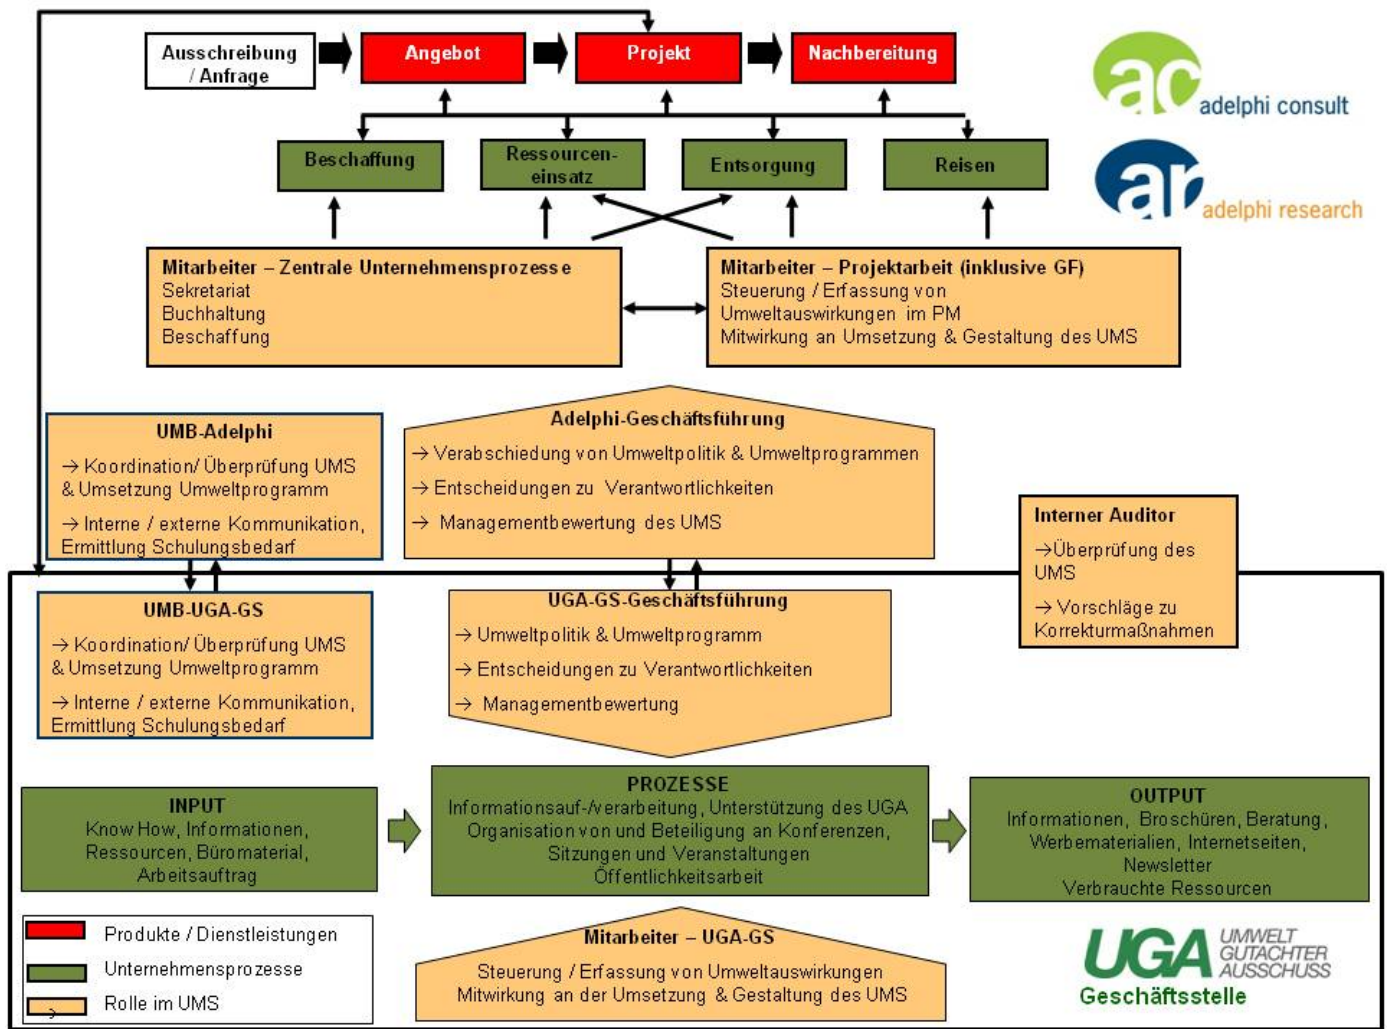 Ausschreibung
/ Anfrage
Angebot
Projekt
Nachbereitung
ac adelphi consult
Beschaffung
Ressourcen-
einsatz
Entsorgung
Reisen
ar adelphi research
Mitarbeiter – Zentrale Unternehmensprozesse
Sekretariat
Buchhaltung
Beschaffung
Mitarbeiter – Projektarbeit (inklusive GF)
Steuerung / Erfassung von
Umweltauswirkungen im PM
Mitwirkung an Umsetzung & Gestaltung des UMS
UMB-Adelphi
→ Koordination/ Überprüfung UMS
& Umsetzung Umweltprogramm
→ Interne / externe Kommunikation,
Ermittlung Schulungsbedarf
Adelphi-Geschäftsführung
→ Verabschiedung von Umweltpolitik & Umweltprogrammen
→ Entscheidungen zu Verantwortlichkeiten
→ Managementbewertung des UMS
Interner Auditor
→Überprüfung des
UMS
→ Vorschläge zu
Korrekturmaßnahmen
UMB-UGA-GS
→ Koordination/ Überprüfung UMS
& Umsetzung Umweltprogramm
→ Interne / externe Kommunikation,
Ermittlung Schulungsbedarf
UGA-GS-Geschäftsführung
→ Umweltpolitik & Umweltprogramm
→ Entscheidungen zu Verantwortlichkeiten
→ Managementbewertung
INPUT
Know How, Informationen,
Ressourcen, Büromaterial,
Arbeitsauftrag
PROZESSE
Informationsauf-/verarbeitung, Unterstützung des UGA
Organisation von und Beteiligung an Konferenzen,
Sitzungen und Veranstaltungen
Öffentlichkeitsarbeit
OUTPUT
Informationen, Broschüren, Beratung,
Werbematerialien, Internetseiten,
Newsletter
Verbrauchte Ressourcen
Produkte / Dienstleistungen
Unternehmensprozesse
→ Rolle im UMS
Mitarbeiter – UGA-GS
Steuerung / Erfassung von Umweltauswirkungen
Mitwirkung an der Umsetzung & Gestaltung des UMS
UGA UMWELT
GUTACHTER
AUSSCHUSS
Geschäftsstelle